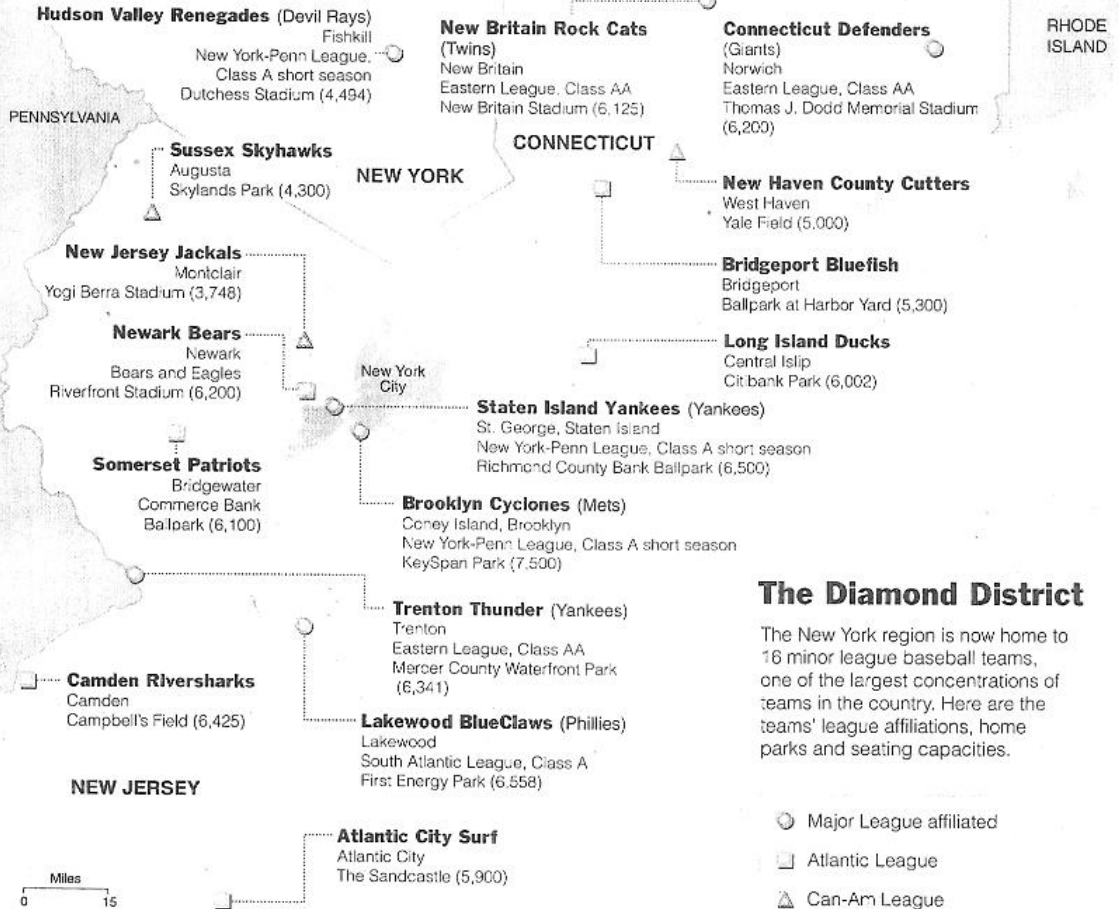 Hudson Valley Renegades (Devil Rays)
Fishkill
New York-Penn League,
Class A short season
Dutchess Stadium (4,494)
New Britain Rock Cats
(Twins)
New Britain
Eastern League, Class AA
New Britain Stadium (6,125)
Connecticut Defenders
(Giants)
Norwich
Eastern League, Class AA
Thomas J. Dodd Memorial Stadium
(6,200)
RHODE
ISLAND
PENNSYLVANIA
CONNECTICUT
NEW YORK
Sussex Skyhawks
Augusta
Skylands Park (4,300)
New Haven County Cutters
West Haven
Yale Field (5,000)
New Jersey Jackals
Montclair
Yogi Berra Stadium (3,748)
Bridgeport Bluefish
Bridgeport
Ballpark at Harbor Yard (5,300)
Newark Bears
Newark
Bears and Eagles
Riverfront Stadium (6,200)
New York
City
Long Island Ducks
Central Islip
Citibank Park (6,002)
Staten Island Yankees (Yankees)
St. George, Staten Island
New York-Penn League, Class A short season
Richmond County Bank Ballpark (6,500)
Somerset Patriots
Bridgewater
Commerce Bank
Ballpark (6,100)
Brooklyn Cyclones (Mets)
Coney Island, Brooklyn
New York-Penn League, Class A short season
KeySpan Park (7,500)
Trenton Thunder (Yankees)
Trenton
Eastern League, Class AA
Mercer County Waterfront Park
(6,341)
Camden Riversharks
Camden
Campbell's Field (6,425)
Lakewood BlueClaws (Phillies)
Lakewood
South Atlantic League, Class A
First Energy Park (6,558)
NEW JERSEY
Atlantic City Surf
Atlantic City
The Sandcastle (5,900)
Miles
0 15
The Diamond District
The New York region is now home to
16 minor league baseball teams,
one of the largest concentrations of
teams in the country. Here are the
teams' league affiliations, home
parks and seating capacities.
Major League affiliated
Atlantic League
Can-Am League